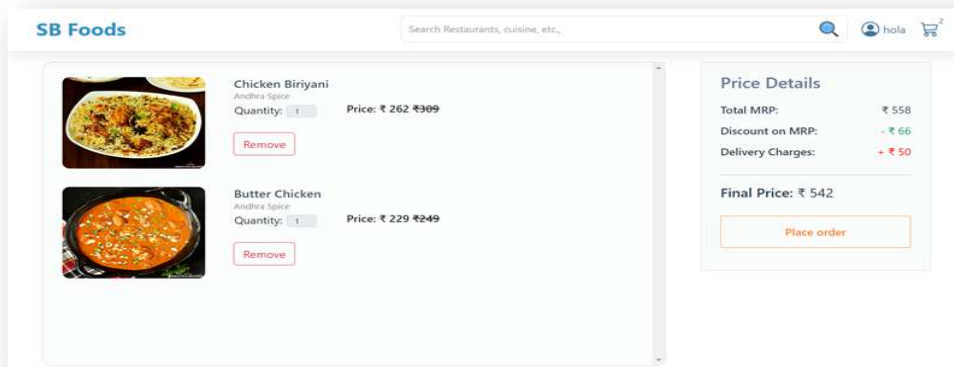 SB Foods
Search Restaurants, cuisine, etc.,
hola
2
Chicken Biriyani
Andhra Spice
Quantity: 1
Price: ₹ 262 ₹309
Remove
Butter Chicken
Andhra Spice
Quantity: 1
Price: ₹ 229 ₹249
Remove
Price Details
Total MRP: ₹ 558
Discount on MRP: - ₹ 66
Delivery Charges: + ₹ 50
Final Price: ₹ 542
Place order